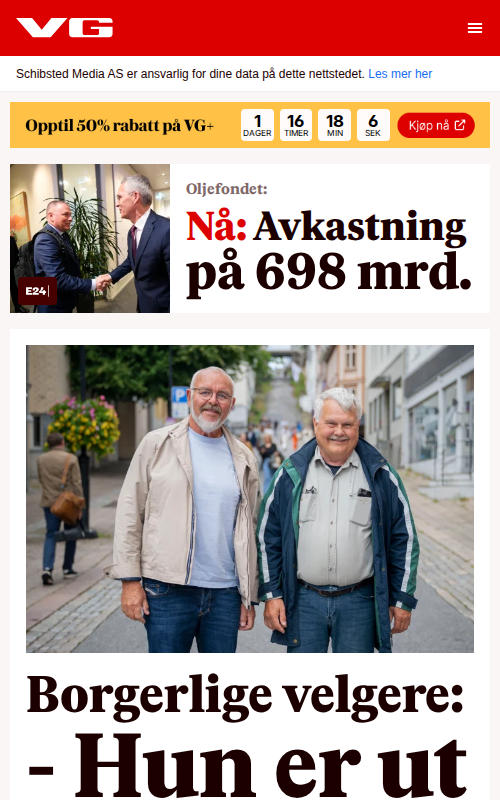 VG
Schibsted Media AS er ansvarlig for dine data på dette nettstedet. Les mer her
Opptil 50% rabatt på VG+
1 DAGER 16 TIMER 18 MIN 6 SEK
Kjøp nå
Oljefondet:
Nå: Avkastning
på 698 mrd.
E24
P
Borgerlige velgere:
- Hun er ut